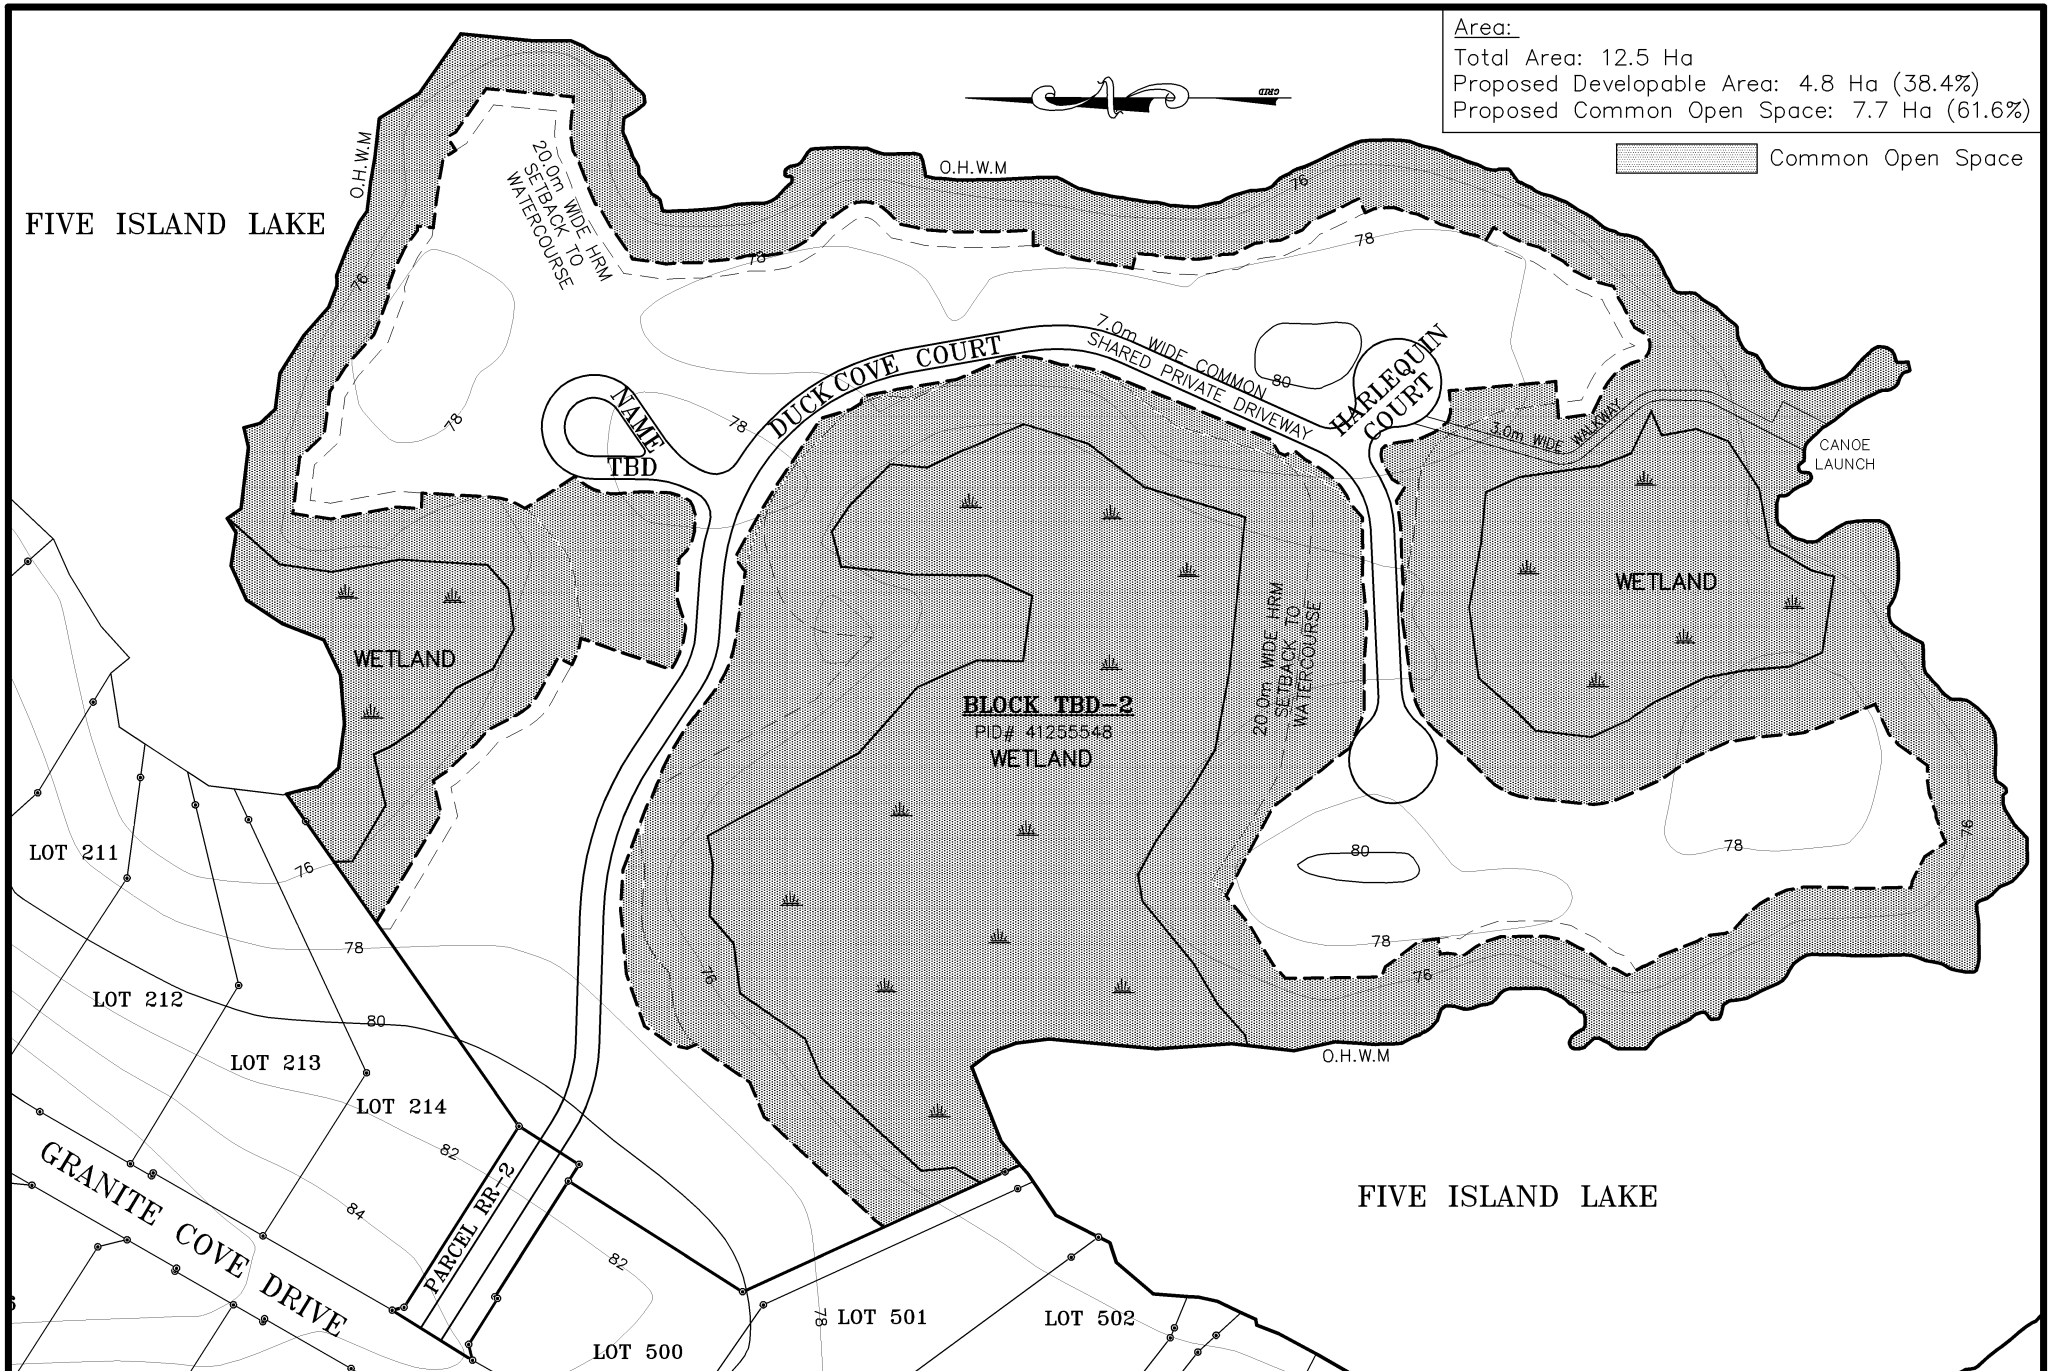 Area:
Total Area: 12.5 Ha
Proposed Developable Area: 4.8 Ha (38.4%)
Proposed Common Open Space: 7.7 Ha (61.6%)
Common Open Space
GRID
O.H.W.M
O.H.W.M
FIVE ISLAND LAKE
20.0m WIDE HRM
SETBACK TO
WATERCOURSE
76
76
78
78
78
78
7.0m WIDE COMMON
SHARED PRIVATE DRIVEWAY
80
HARLEQUIN
COURT
DUCK COVE COURT
NAME
TBD
3.0m WIDE WALKWAY
CANOE
LAUNCH
WETLAND
WETLAND
20.0m WIDE HRM
SETBACK TO
WATERCOURSE
BLOCK TBD-2
PID# 41255548
WETLAND
76
78
80
78
76
76
O.H.W.M
LOT 211
76
78
LOT 212
80
LOT 213
LOT 214
82
84
82
78
PARCEL RR-2
GRANITE COVE DRIVE
FIVE ISLAND LAKE
LOT 501
LOT 502
LOT 500